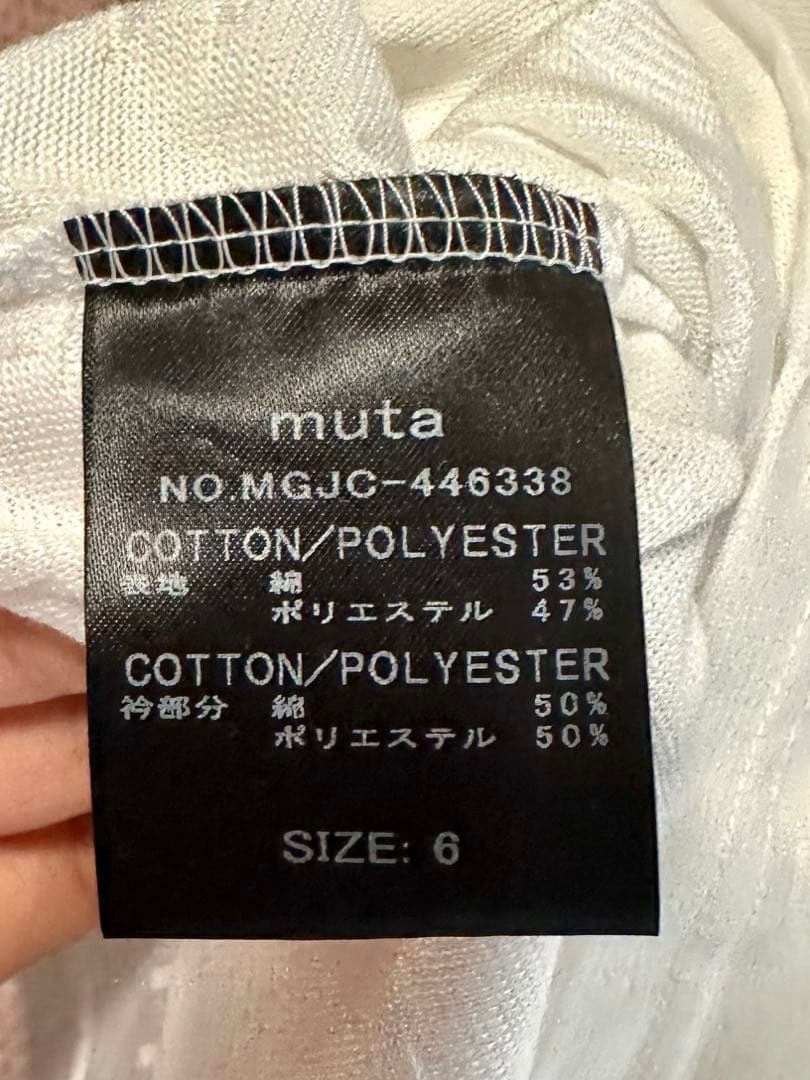 muta
NO.MGJC-446338
COTTON/POLYESTER
表地 綿 53%
ポリエステル 47%
COTTON/POLYESTER
衿部分 綿 50%
ポリエステル 50%
SIZE: 6